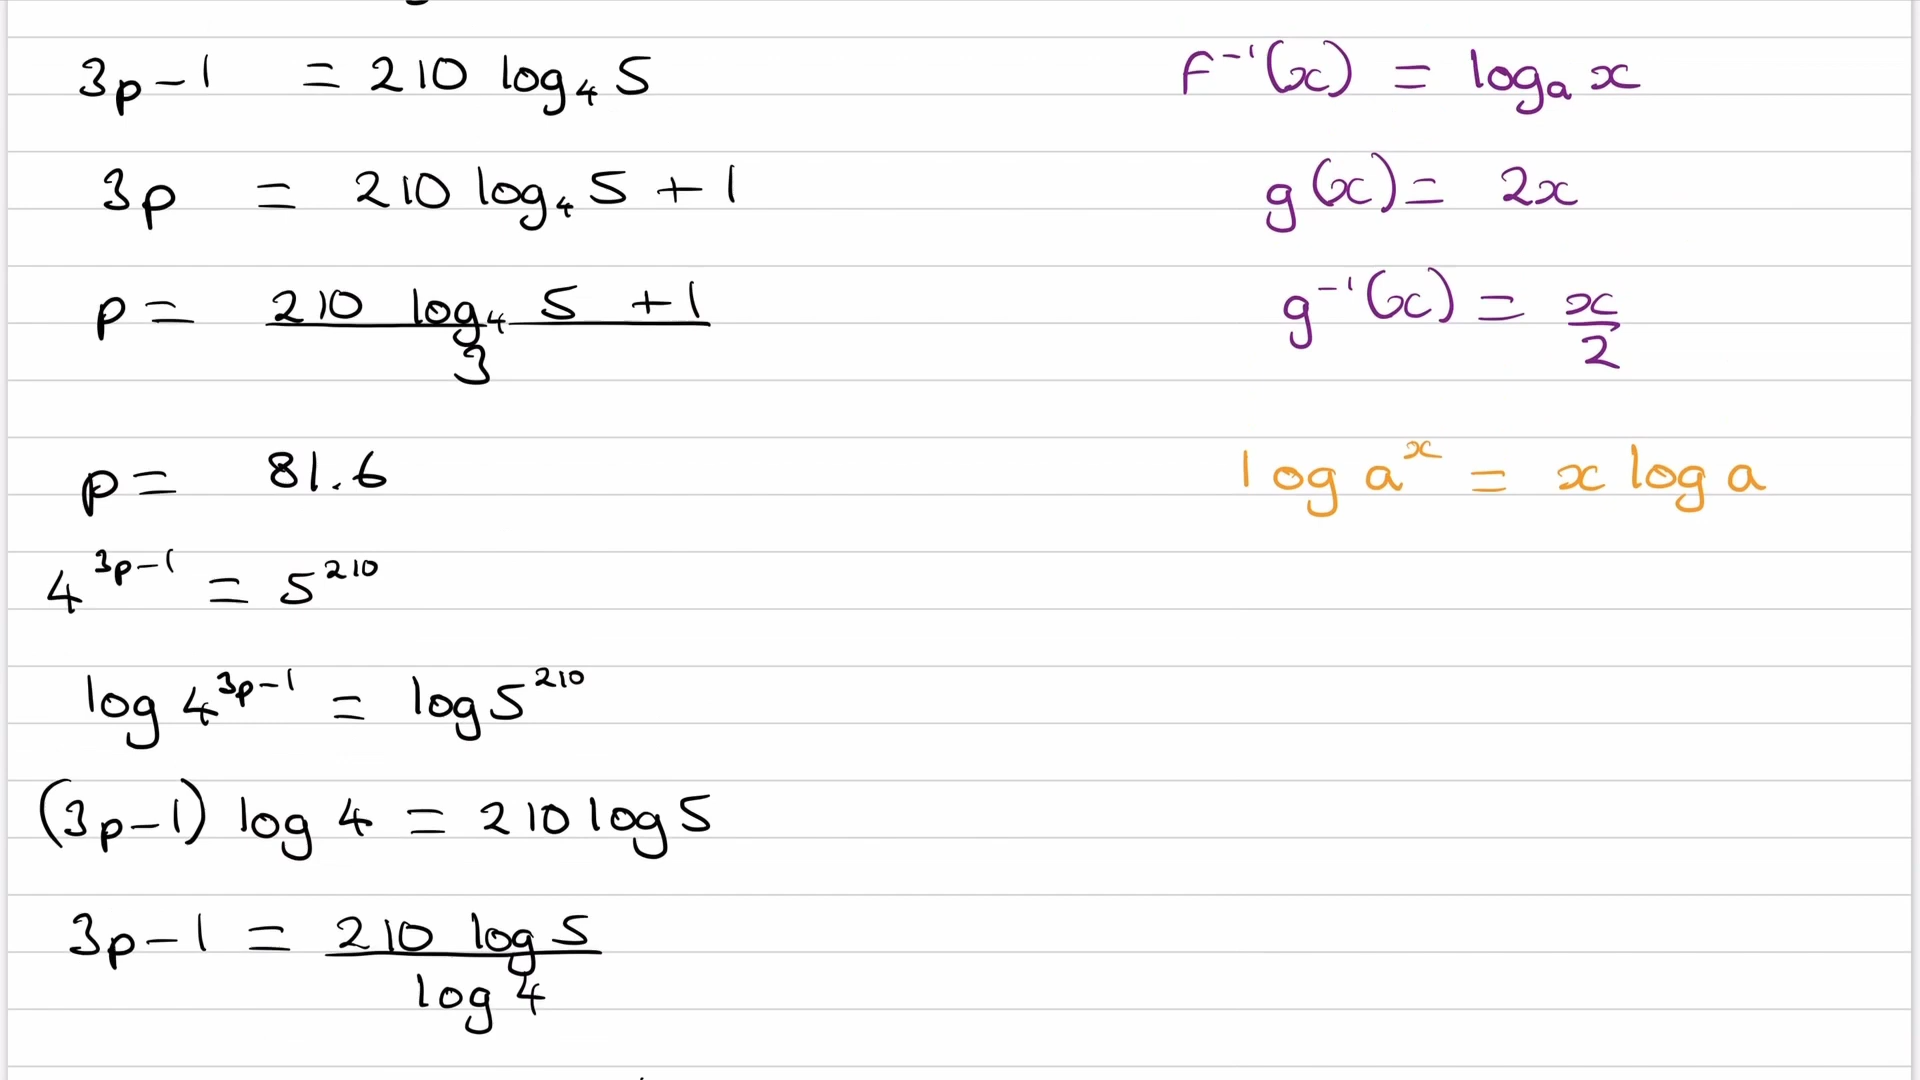 3p-1 = 210 log₄ 5
3p = 210 log₄ 5 + 1
p = (210 log₄ 5 + 1)/3
p = 81.6
4^(3p-1) = 5^210
log 4^(3p-1) = log 5^210
(3p-1) log 4 = 210 log 5
3p-1 = (210 log 5)/(log 4)
F⁻¹(x) = logₐ x
g(x) = 2x
g⁻¹(x) = x/2
log a^x = x log a